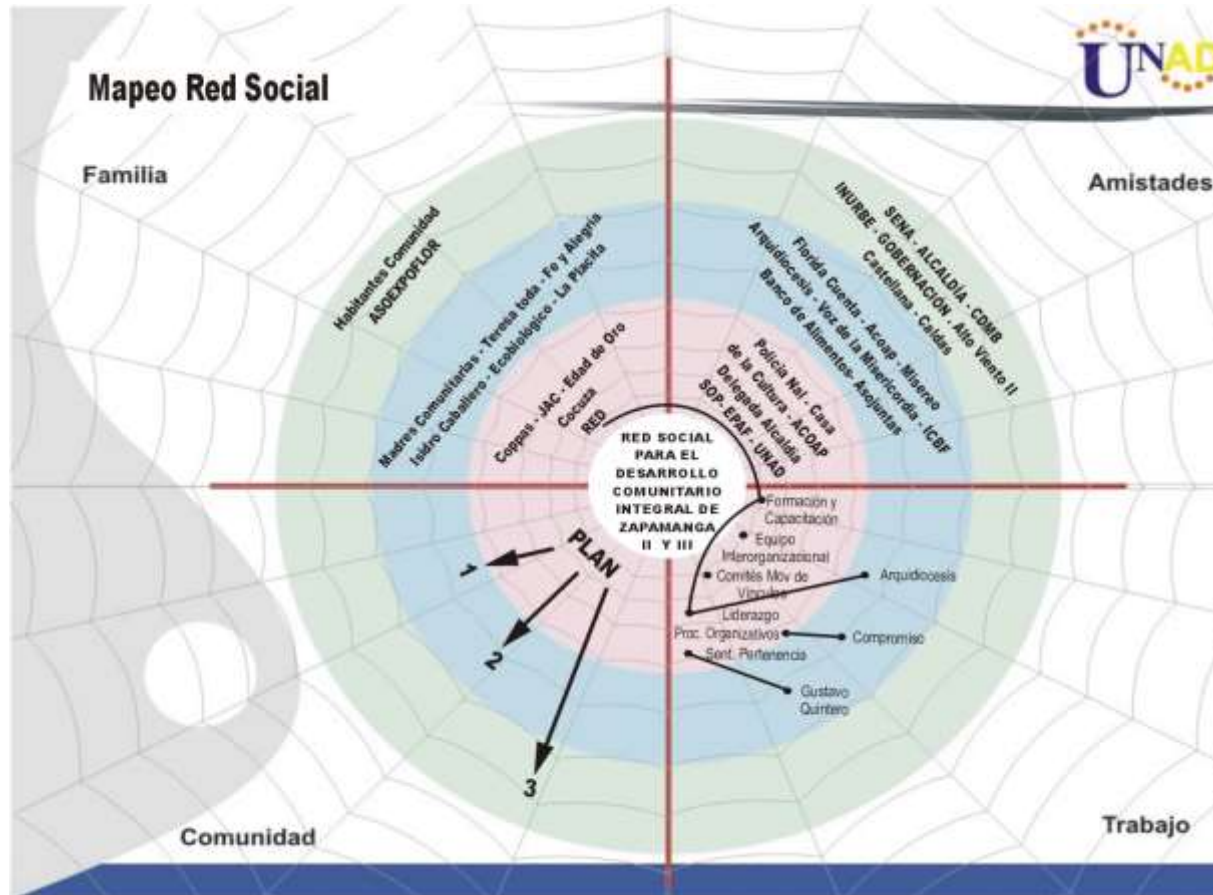 Mapeo Red Social
UNAD
Familia
Amistades
Habitantes Comunidad
ASOEXPOFLOR
Madres Comunitarias - Teresa toda - Fe y Alegría
Isidro Caballero - Ecobiológico - La Placita
Coppas - JAC - Edad de Oro
Cocuza
RED
SENA - ALCALDÍA - CDMB
INURBE - GOBERNACION - Alto Viento II
Castellana - Caldas
Florida Cuenta - Acoap - Misereo
Arquidiocesis - Voz de la Misericordia - ICBF
Banco de Alimentos- Asojuntas
Policía Nal - Casa
de la Cultura - ACOAP
Delegada Alcaldía
SOP- EPAF - UNAD
RED SOCIAL
PARA EL
DESARROLLO
COMUNITARIO
INTEGRAL DE
ZAPAMANGA
II Y III
Formación y
Capacitación
Equipo
Interorganizacional
Comités Mov de
Vínculos
Arquidiocesis
Liderazgo
Proc. Organizativos
Compromiso
Sent. Pertenencia
Gustavo
Quintero
PLAN
1
2
3
Comunidad
Trabajo